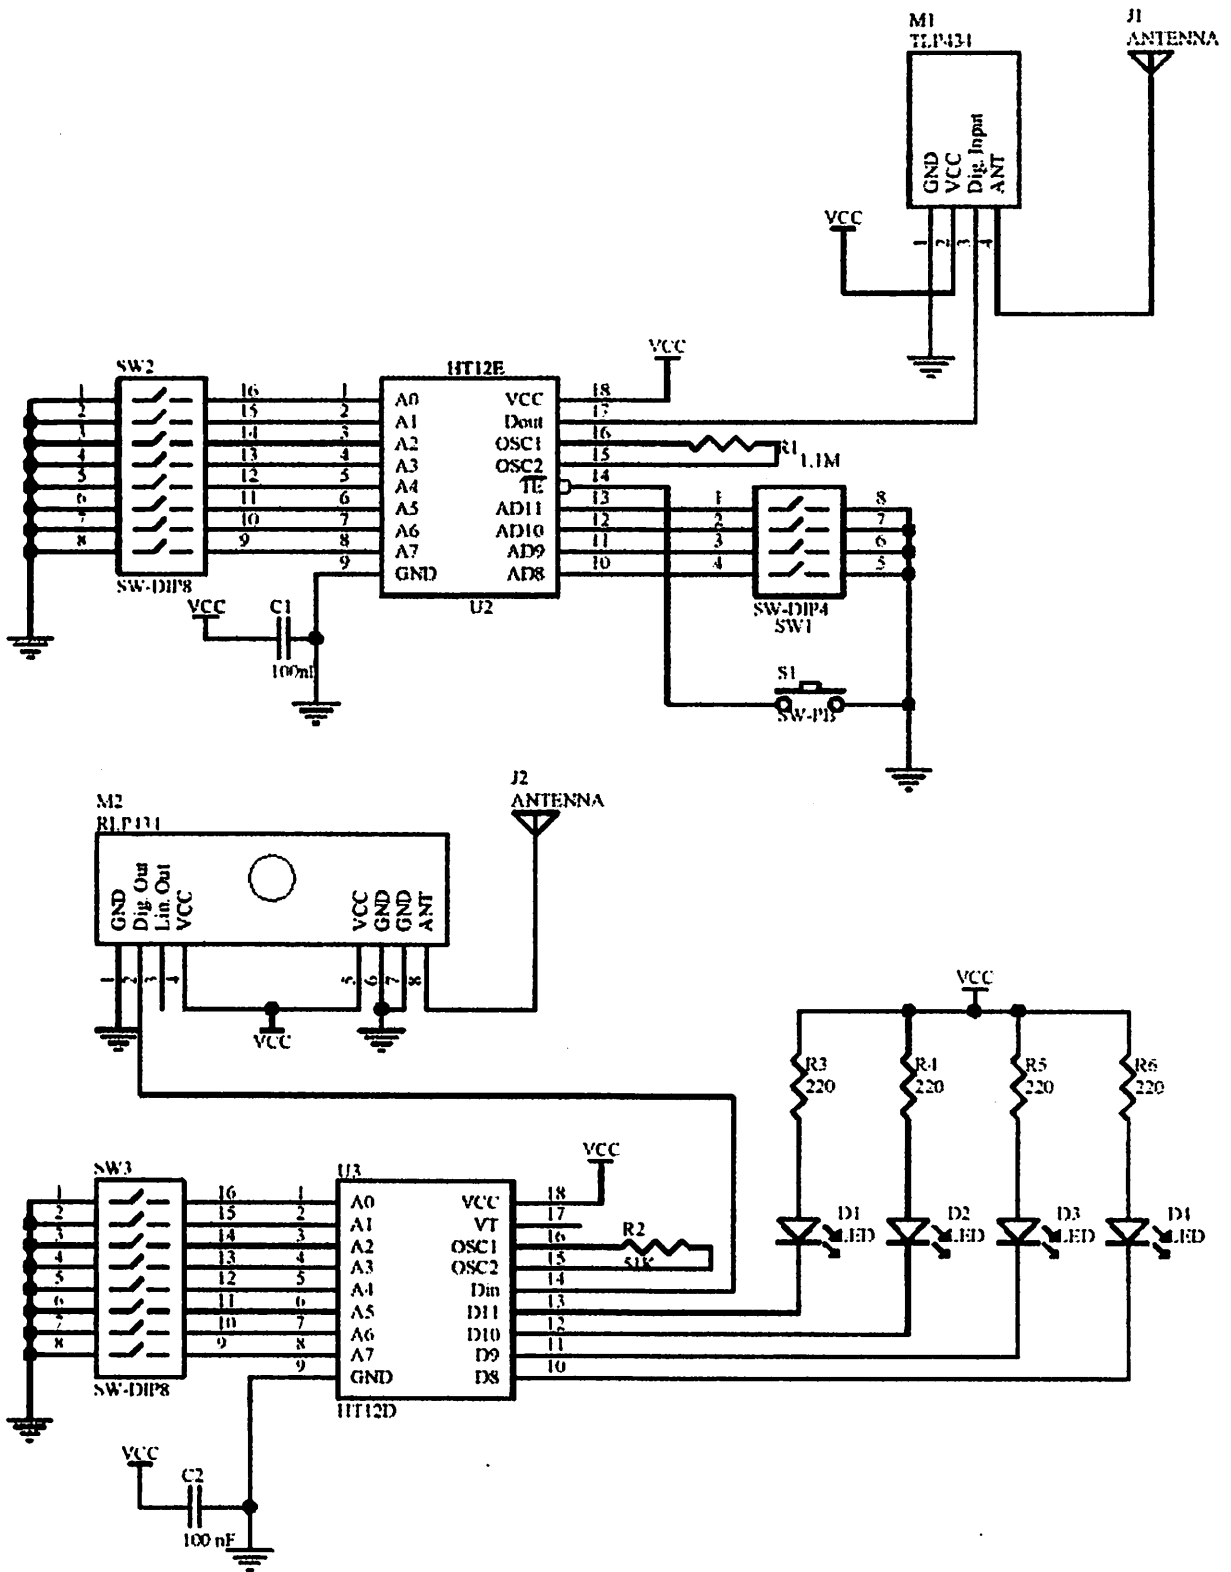 M1
TLP434
J1
ANTENNA
GND
VCC
Dig. Input
ANT
VCC
1
2
3
4
SW2
HT12E
VCC
1 16 1 A0 VCC 18
2 15 2 A1 Dout 17
3 14 3 A2 OSC1 16
4 13 4 A3 OSC2 15
R1
1.1M
5 12 5 A4 TE 14
6 11 6 A5 AD11 13 1 8
7 10 7 A6 AD10 12 2 7
8 9 8 A7 AD9 11 3 6
9 GND AD8 10 4 5
SW-DIP8
U2
SW-DIP4
SW1
VCC
C1
100nF
S1
SW-PB
M2
RLP434
J2
ANTENNA
GND
Dig. Out
Lin. Out
VCC
VCC
GND
GND
ANT
1
2
3
4
5
6
7
8
VCC
VCC
R3
220
R4
220
R5
220
R6
220
SW3
U3
VCC
1 16 1 A0 VCC 18
2 15 2 A1 VT 17
3 14 3 A2 OSC1 16
R2
51K
4 13 4 A3 OSC2 15
5 12 5 A4 Din 14
6 11 6 A5 D11 13
7 10 7 A6 D10 12
8 9 8 A7 D9 11
9 GND D8 10
D1
LED
D2
LED
D3
LED
D4
LED
SW-DIP8
HT12D
VCC
C2
100 nF